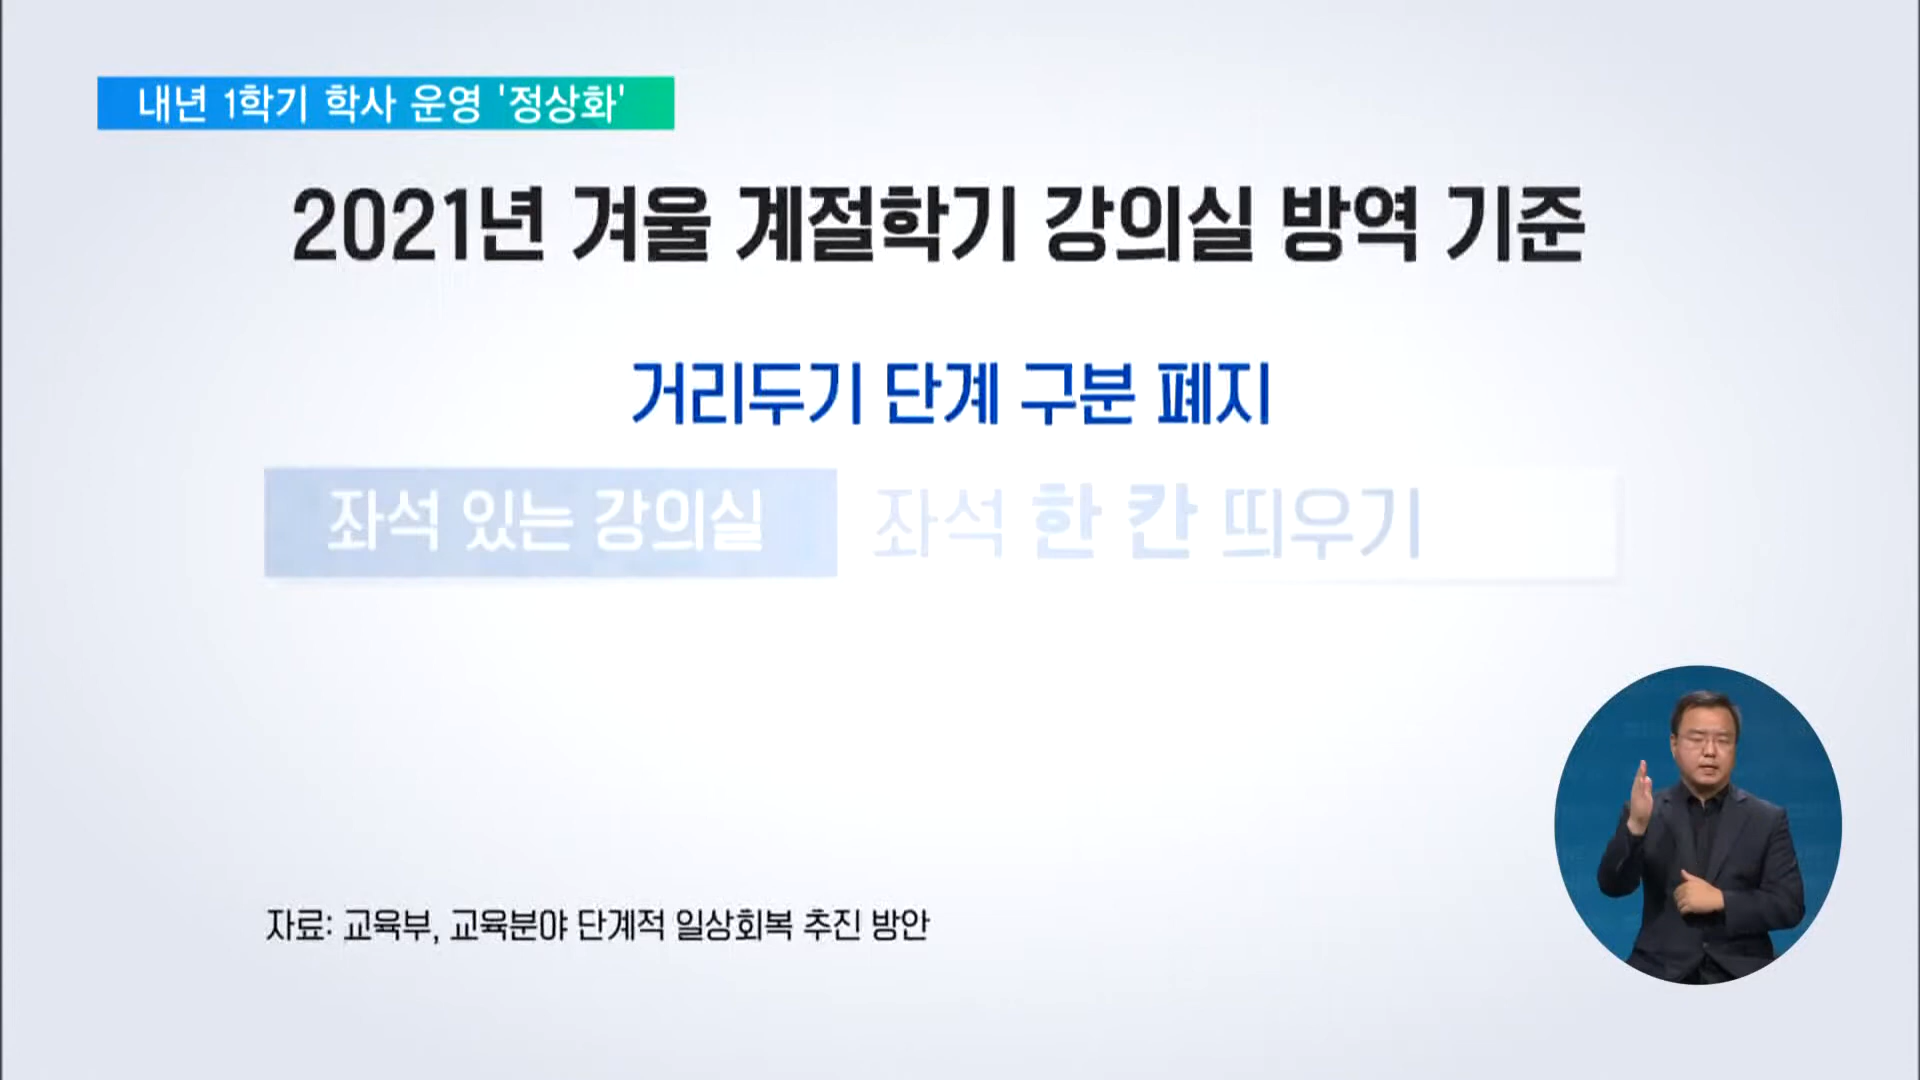 내년 1학기 학사 운영 '정상화'
2021년 겨울 계절학기 강의실 방역 기준
거리두기 단계 구분 폐지
좌석 있는 강의실 좌석 한 칸 띄우기
자료: 교육부, 교육분야 단계적 일상회복 추진 방안